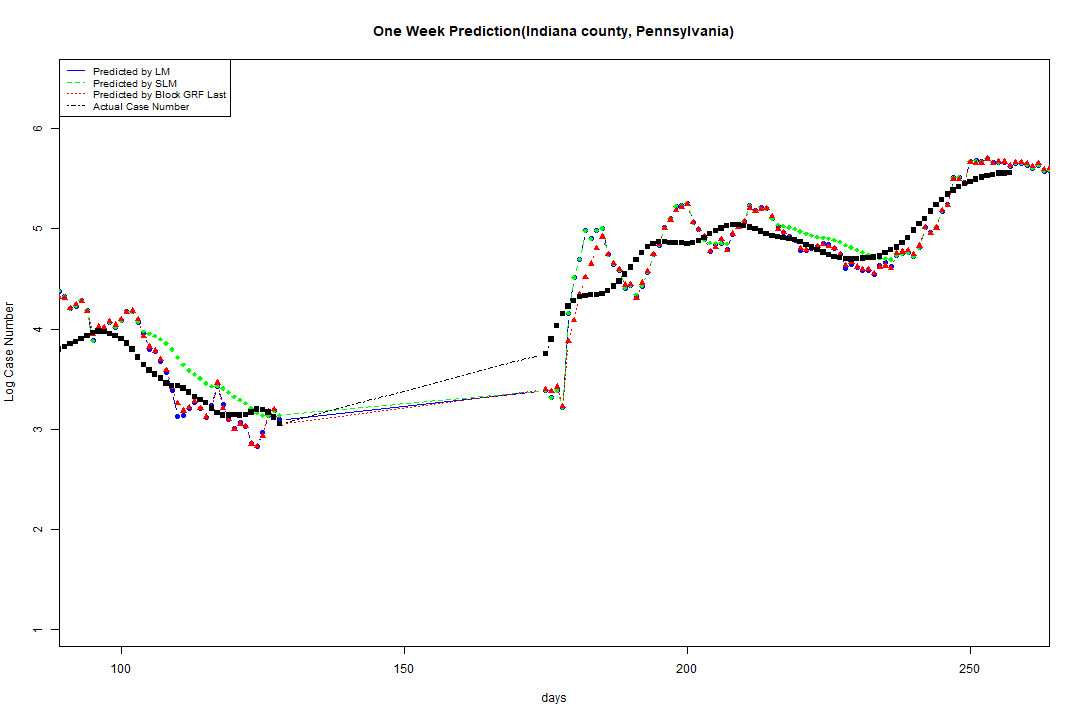 One Week Prediction(Indiana county, Pennsylvania)
Predicted by LM
Predicted by SLM
Predicted by Block GRF Last
Actual Case Number
Log Case Number
6
5
4
3
2
1
100 150 200 250
days